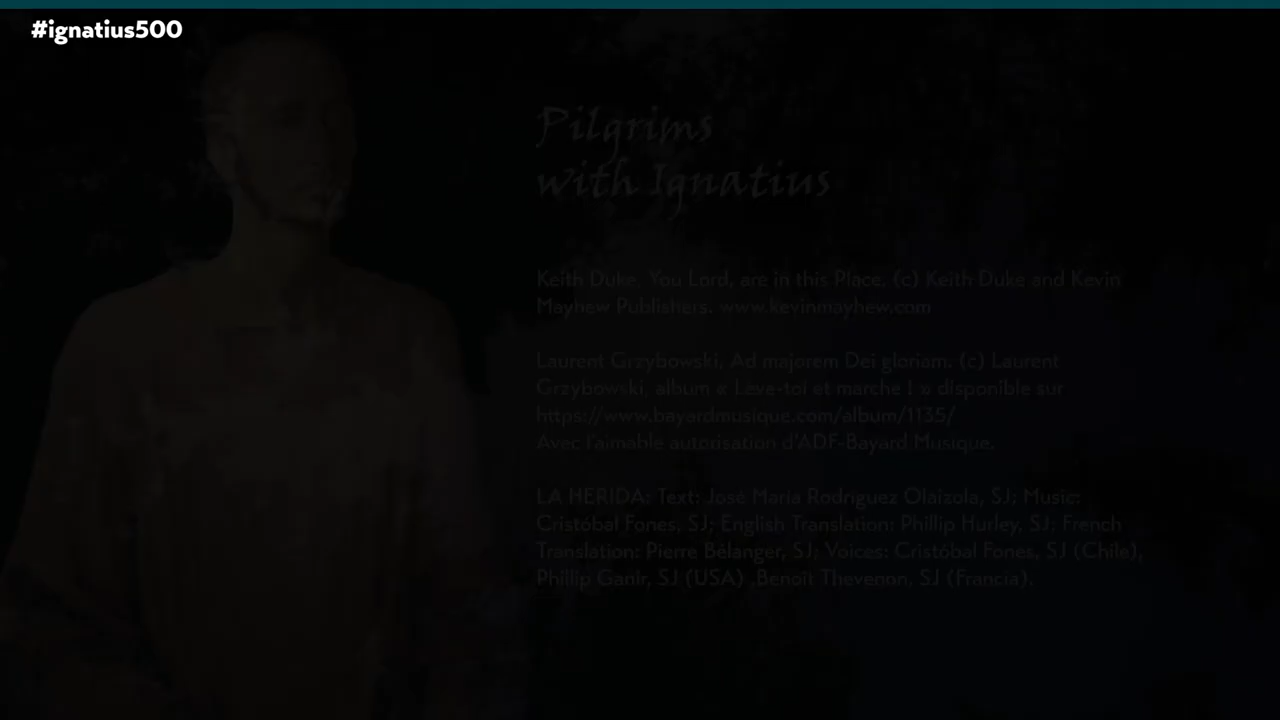 #ignatius500
Pilgrims
with Ignatius
Keith Duke, You Lord, are in this Place. (c) Keith Duke and Kevin
Mayhew Publishers. www.kevinmayhew.com
Laurent Grzybowski, Ad majorem Dei gloriam. (c) Laurent
Grzybowski, album « Lève-toi et marche ! » disponible sur
https://www.bayardmusique.com/album/1135/
Avec l'aimable autorisation d'ADF-Bayard Musique.
LA HERIDA: Text: José María Rodríguez Olaizola, SJ; Music:
Cristóbal Fones, SJ; English Translation: Phillip Hurley, SJ; French
Translation: Pierre Bélanger, SJ; Voices: Cristóbal Fones, SJ (Chile),
Phillip Ganir, SJ (USA) ,Benoît Thevenon, SJ (Francia).